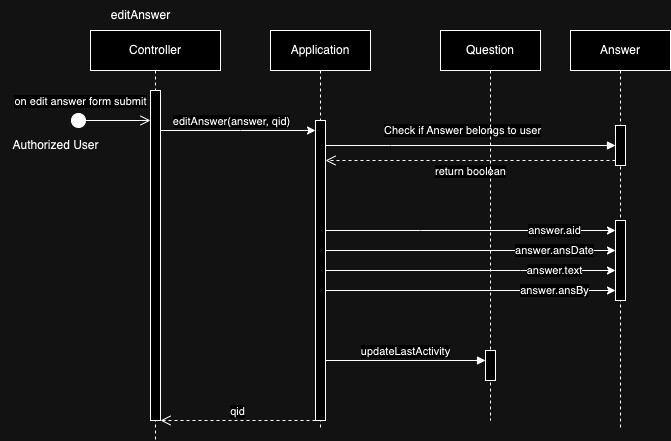 editAnswer
Controller
Application
Question
Answer
on edit answer form submit
Authorized User
editAnswer(answer, qid)
Check if Answer belongs to user
return boolean
answer.aid
answer.ansDate
answer.text
answer.ansBy
updateLastActivity
qid